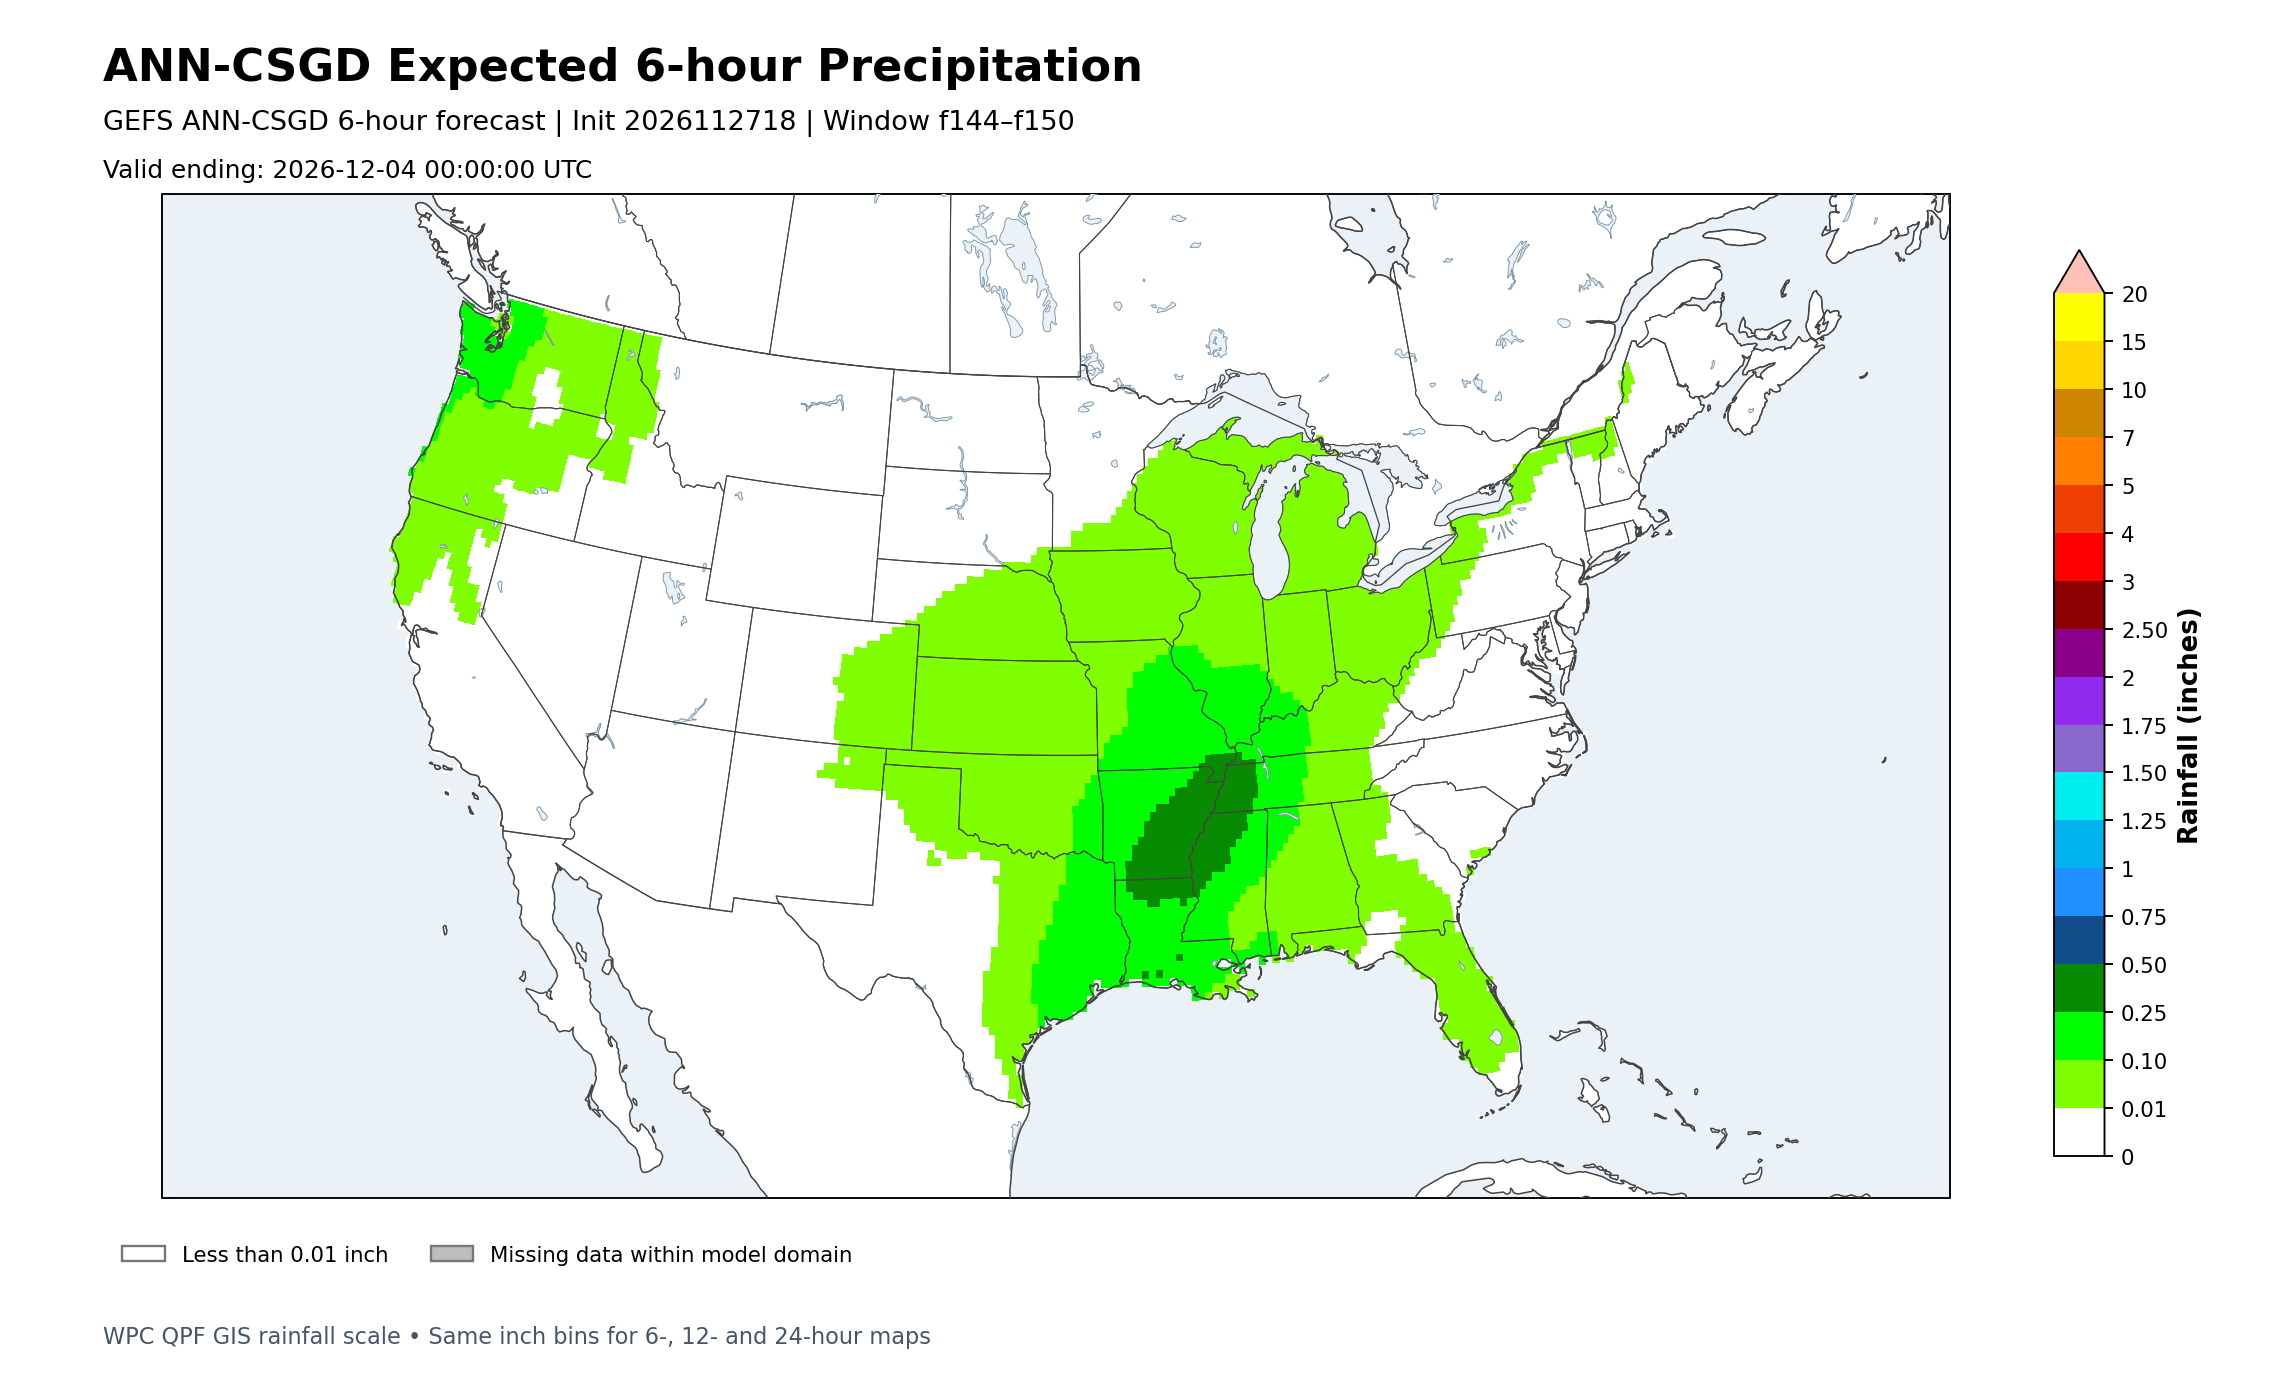 ANN-CSGD Expected 6-hour Precipitation
GEFS ANN-CSGD 6-hour forecast | Init 2026112718 | Window f144–f150
Valid ending: 2026-12-04 00:00:00 UTC
20
15
10
7
5
4
3
2.50
2
1.75
1.50
1.25
1
0.75
0.50
0.25
0.10
0.01
0
Rainfall (inches)
Less than 0.01 inch
Missing data within model domain
WPC QPF GIS rainfall scale • Same inch bins for 6-, 12- and 24-hour maps